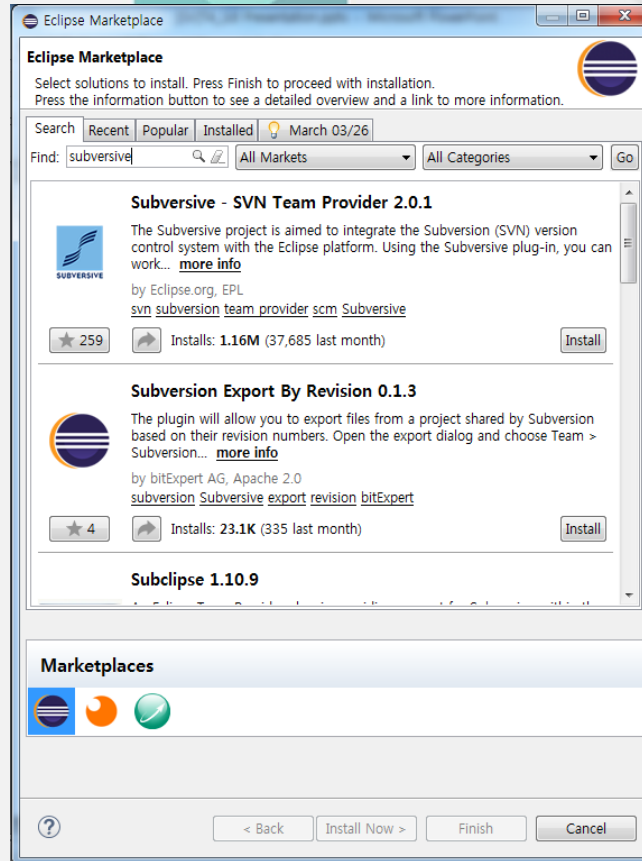 Eclipse Marketplace
Eclipse Marketplace
Select solutions to install. Press Finish to proceed with installation.
Press the information button to see a detailed overview and a link to more information.
Search Recent Popular Installed March 03/26
Find: subversive All Markets All Categories Go
Subversive - SVN Team Provider 2.0.1
The Subversive project is aimed to integrate the Subversion (SVN) version
control system with the Eclipse platform. Using the Subversive plug-in, you can
work... more info
SUBVERSIVE
by Eclipse.org, EPL
svn subversion team provider scm Subversive
259 Installs: 1.16M (37,685 last month) Install
Subversion Export By Revision 0.1.3
The plugin will allow you to export files from a project shared by Subversion
based on their revision numbers. Open the export dialog and choose Team >
Subversion... more info
by bitExpert AG, Apache 2.0
subversion Subversive export revision bitExpert
4 Installs: 23.1K (335 last month) Install
Subclipse 1.10.9
Marketplaces
< Back Install Now > Finish Cancel